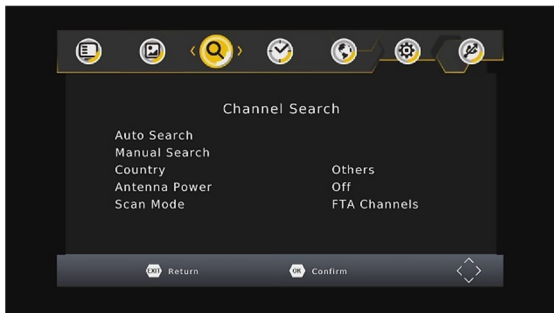 Channel Search
Auto Search
Manual Search
Country Others
Antenna Power Off
Scan Mode FTA Channels
EXIT Return OK Confirm